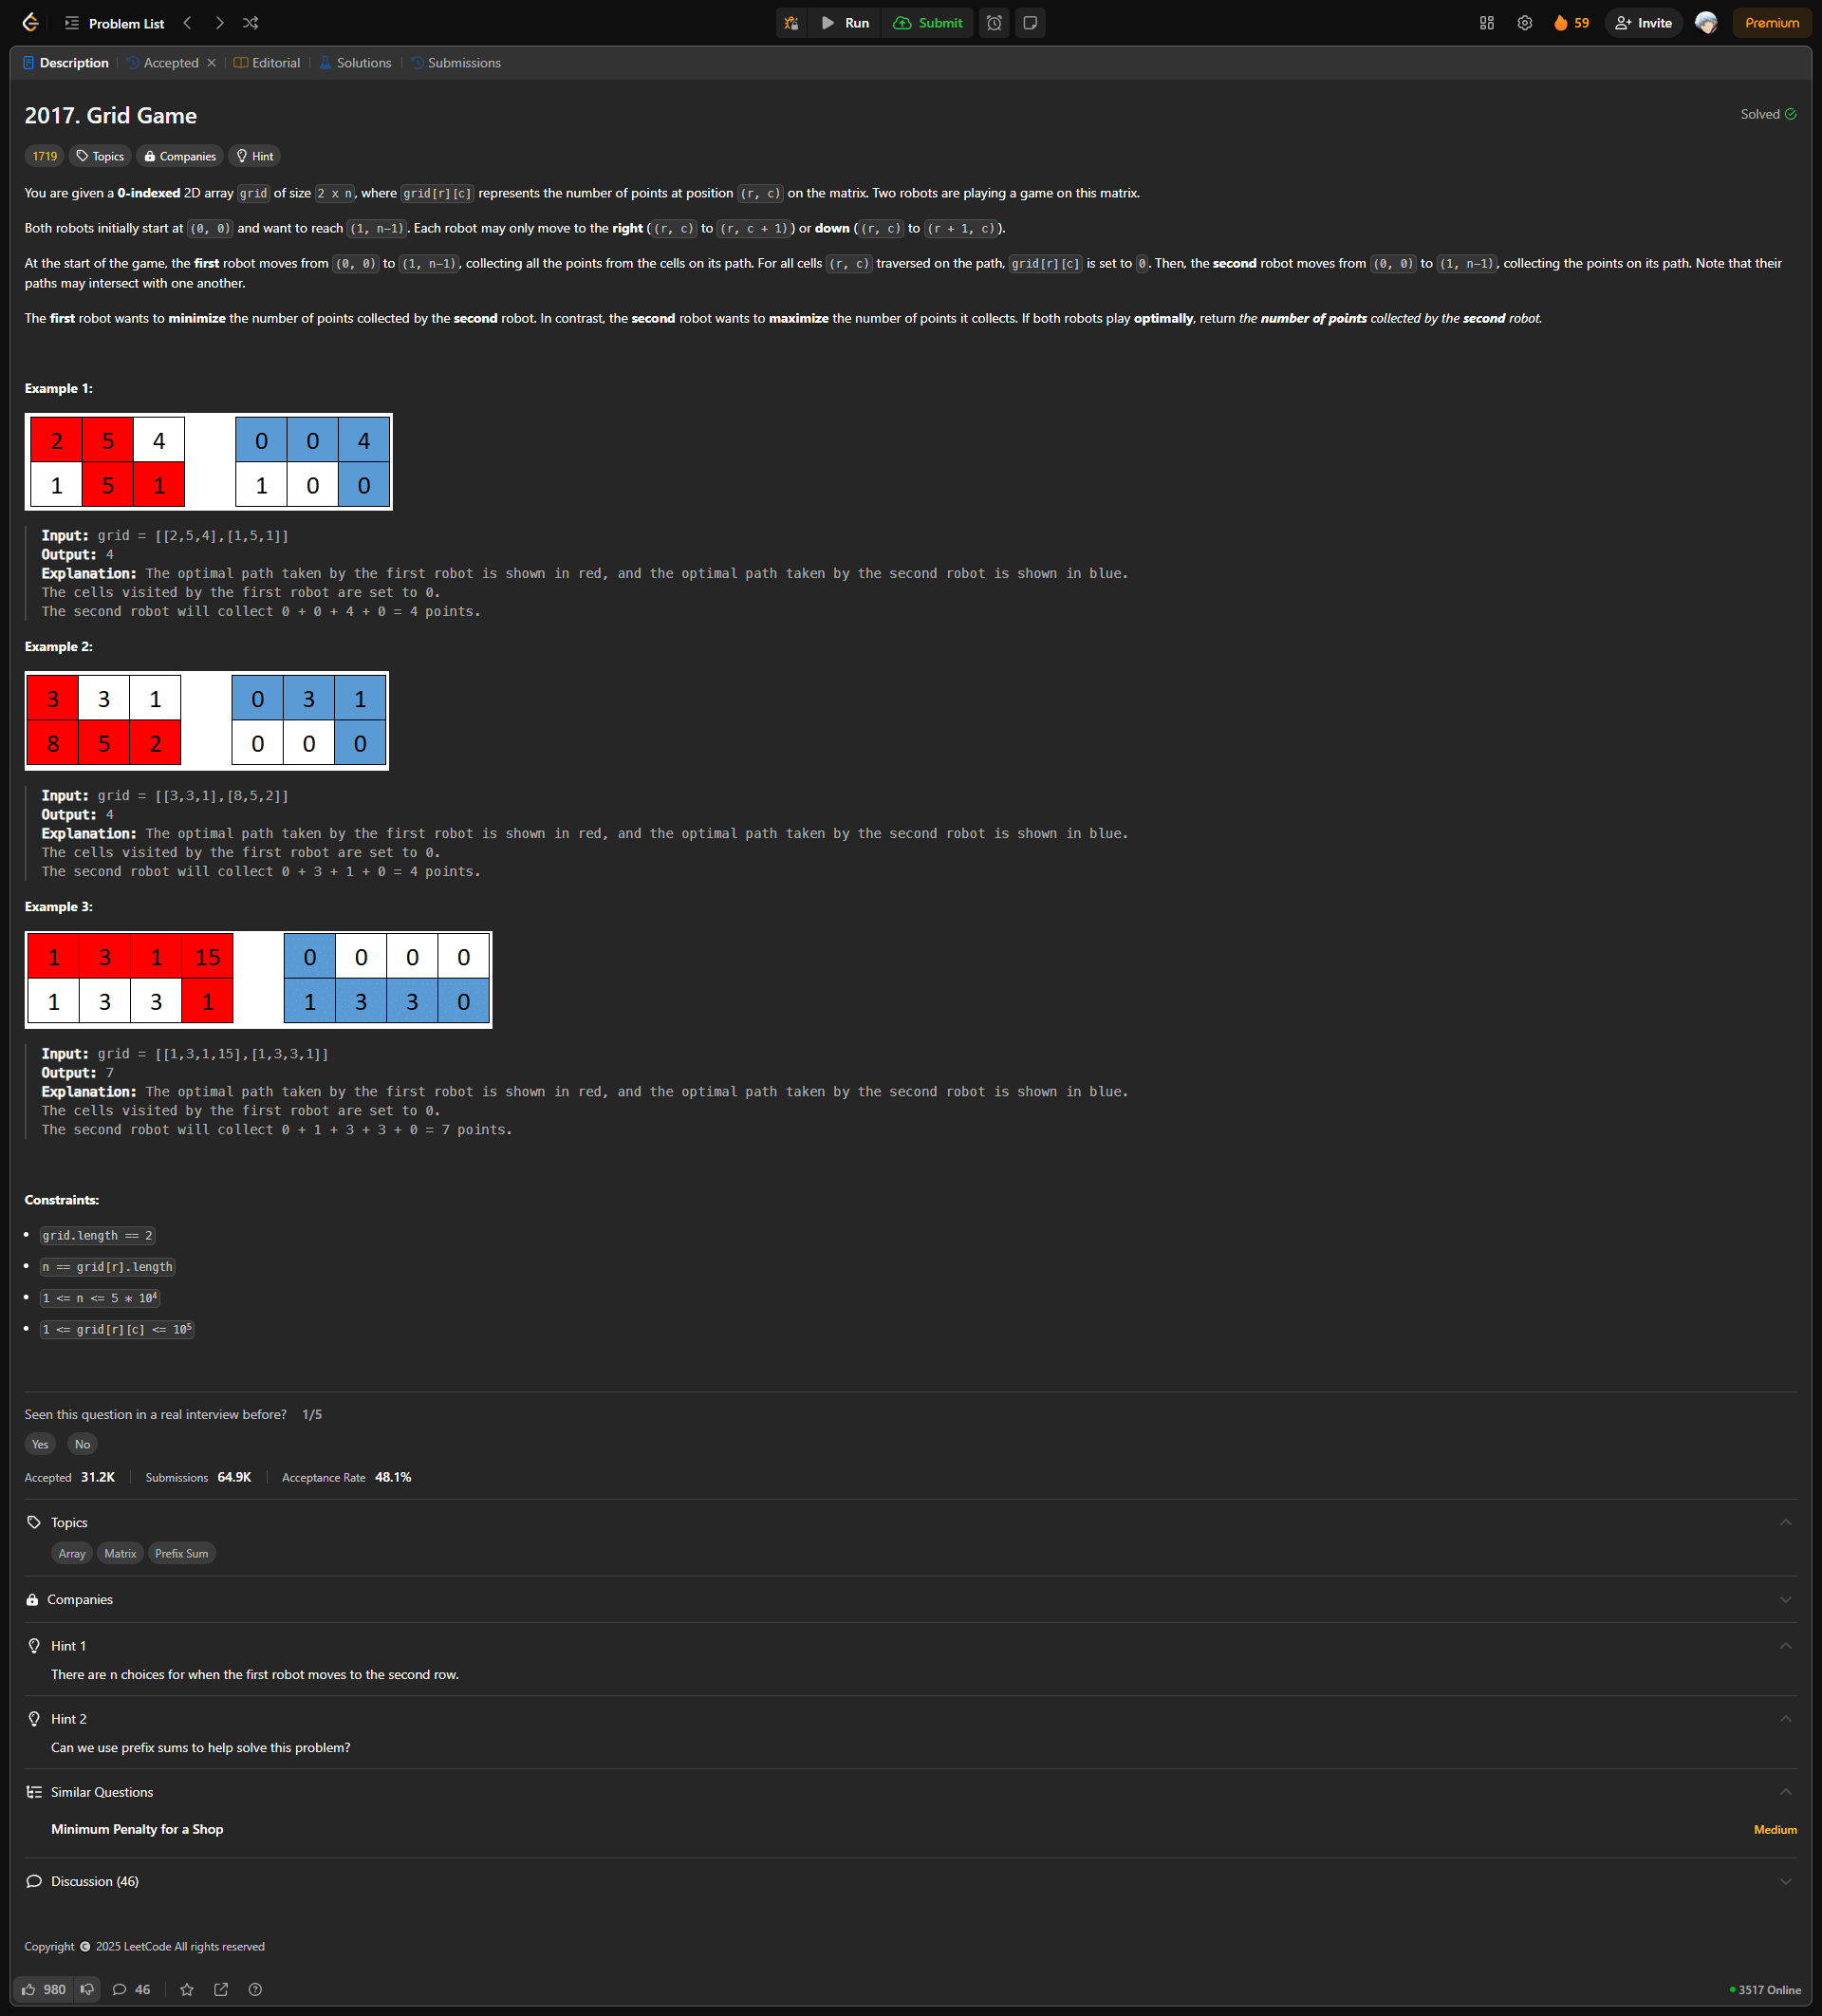 Problem List
Run
Submit
59
Invite
Premium
Description
Accepted
Editorial
Solutions
Submissions
2017. Grid Game
Solved
1719 Topics Companies Hint
You are given a 0-indexed 2D array grid of size 2 x n, where grid[r][c] represents the number of points at position (r, c) on the matrix. Two robots are playing a game on this matrix.
Both robots initially start at (0, 0) and want to reach (1, n-1). Each robot may only move to the right ((r, c) to (r, c + 1)) or down ((r, c) to (r + 1, c)).
At the start of the game, the first robot moves from (0, 0) to (1, n-1), collecting all the points from the cells on its path. For all cells (r, c) traversed on the path, grid[r][c] is set to 0. Then, the second robot moves from (0, 0) to (1, n-1), collecting the points on its path. Note that their
paths may intersect with one another.
The first robot wants to minimize the number of points collected by the second robot. In contrast, the second robot wants to maximize the number of points it collects. If both robots play optimally, return the number of points collected by the second robot.
Example 1:
2 5 4 0 0 4
1 5 1 1 0 0
Input: grid = [[2,5,4],[1,5,1]]
Output: 4
Explanation: The optimal path taken by the first robot is shown in red, and the optimal path taken by the second robot is shown in blue.
The cells visited by the first robot are set to 0.
The second robot will collect 0 + 0 + 4 + 0 = 4 points.
Example 2:
3 3 1 0 3 1
8 5 2 0 0 0
Input: grid = [[3,3,1],[8,5,2]]
Output: 4
Explanation: The optimal path taken by the first robot is shown in red, and the optimal path taken by the second robot is shown in blue.
The cells visited by the first robot are set to 0.
The second robot will collect 0 + 3 + 1 + 0 = 4 points.
Example 3:
1 3 1 15 0 0 0 0
1 3 3 1 1 3 3 0
Input: grid = [[1,3,1,15],[1,3,3,1]]
Output: 7
Explanation: The optimal path taken by the first robot is shown in red, and the optimal path taken by the second robot is shown in blue.
The cells visited by the first robot are set to 0.
The second robot will collect 0 + 1 + 3 + 3 + 0 = 7 points.
Constraints:
• grid.length == 2
• n == grid[r].length
• 1 <= n <= 5 * 10⁴
• 1 <= grid[r][c] <= 10⁵
Seen this question in a real interview before? 1/5
Yes No
Accepted 31.2K Submissions 64.9K Acceptance Rate 48.1%
Topics
Array Matrix Prefix Sum
Companies
Hint 1
There are n choices for when the first robot moves to the second row.
Hint 2
Can we use prefix sums to help solve this problem?
Similar Questions
Minimum Penalty for a Shop Medium
Discussion (46)
Copyright © 2025 LeetCode All rights reserved
980 46 3517 Online